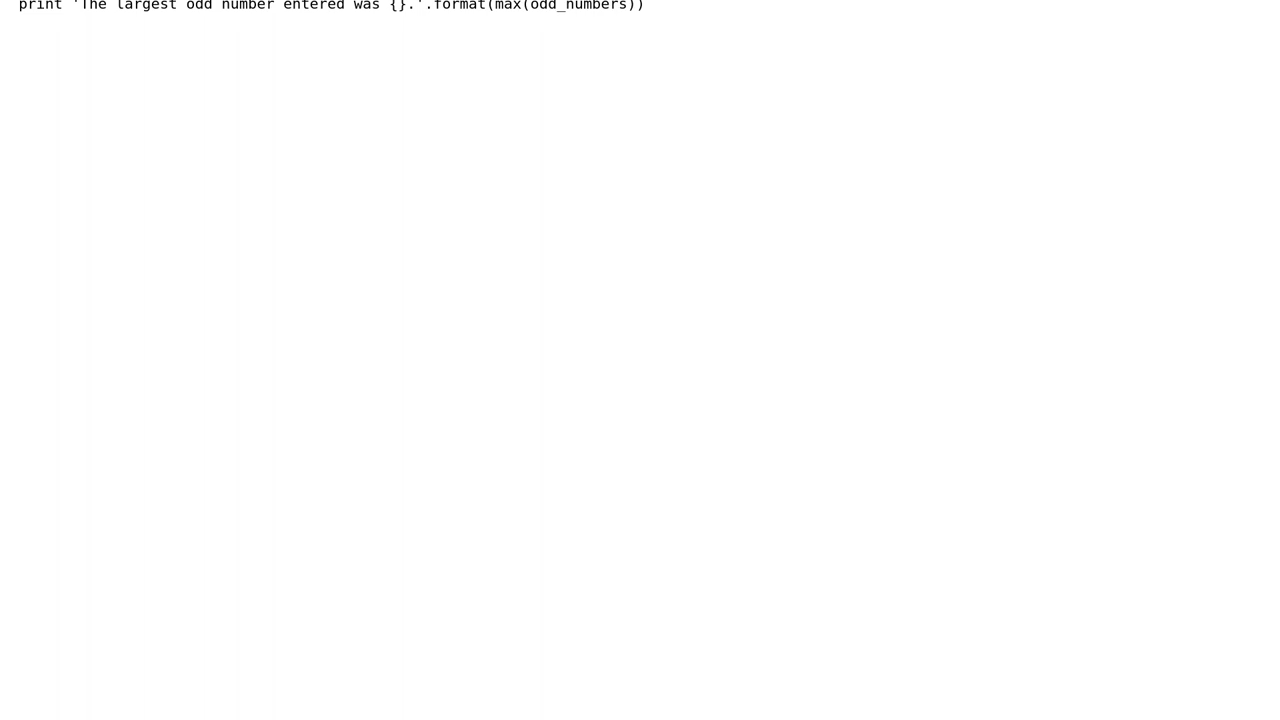 print 'The largest odd number entered was {}.'.format(max(odd_numbers))